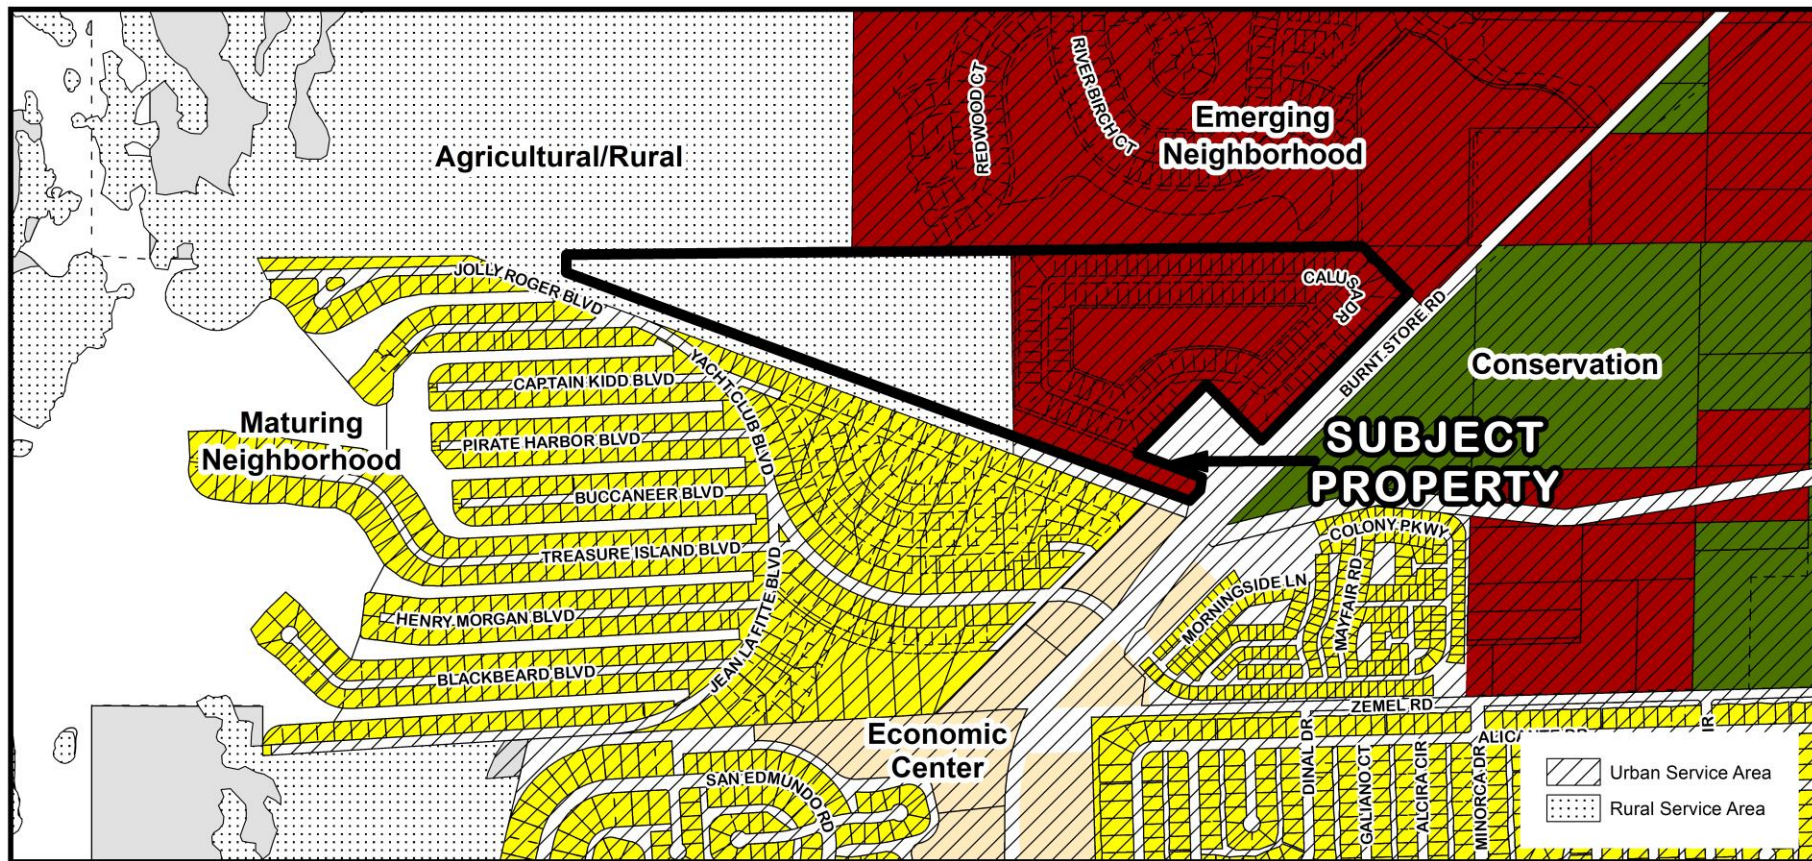 REDWOOD CT
RIVER BIRCH CT
Emerging
Neighborhood
Agricultural/Rural
JOLLY ROGER BLVD
CALUSA DR
BURNT STORE RD
Conservation
YACHT CLUB BLVD
CAPTAIN KIDD BLVD
Maturing
Neighborhood
PIRATE HARBOR BLVD
SUBJECT
PROPERTY
BUCCANEER BLVD
COLONY PKWY
TREASURE ISLAND BLVD
MORNINGSIDE LN
MAYFAIR RD
HENRY MORGAN BLVD
JEAN LAFITTE BLVD
BLACKBEARD BLVD
ZEMEL RD
Economic
Center
DINAL DR
GALIANO CT
ALCIRA CIR
MINORCA DR
SAN EDMUNDO RD
Urban Service Area
Rural Service Area